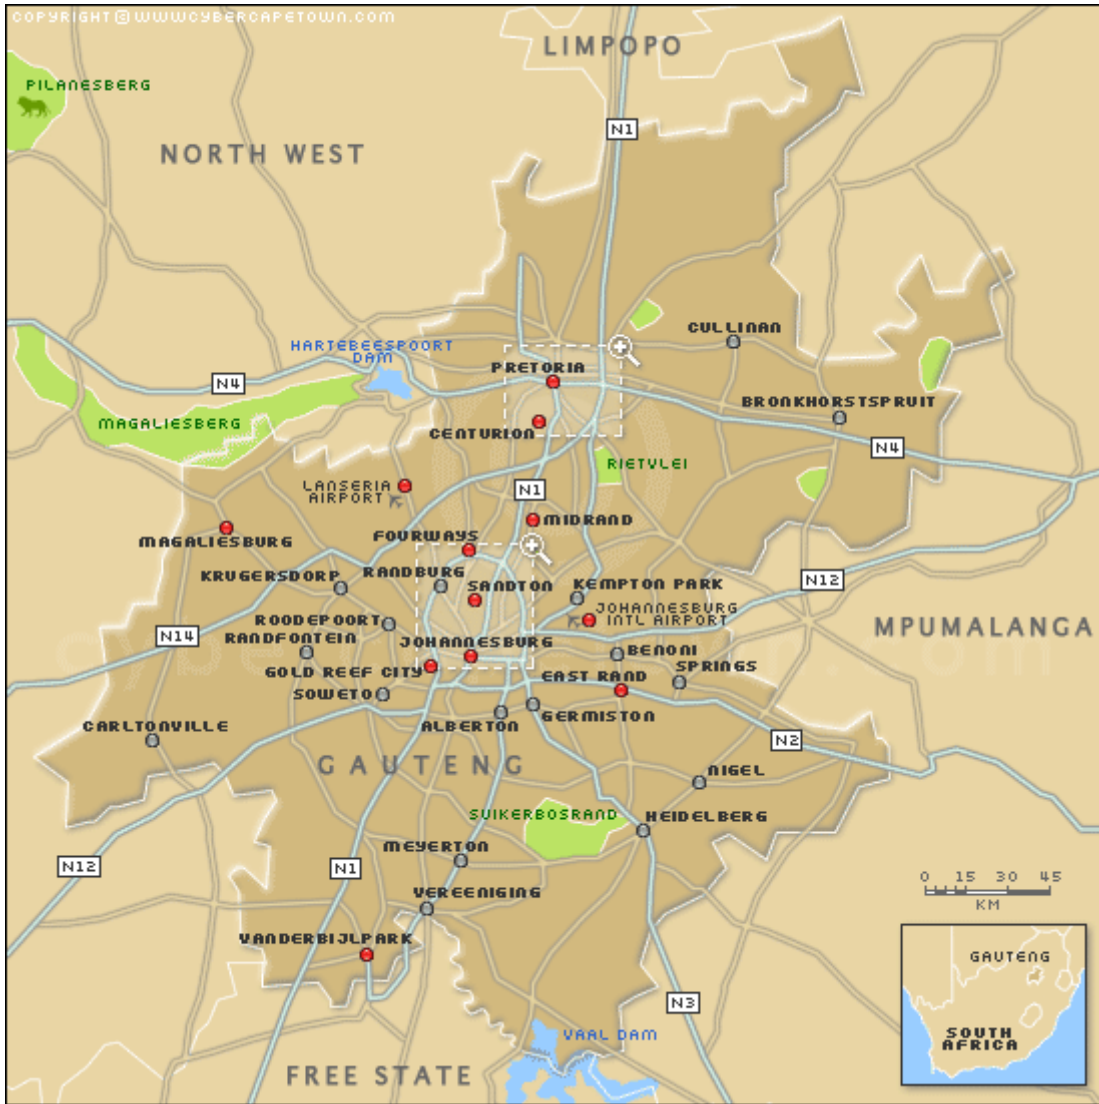 COPYRIGHT © WWW.CYBERCAPETOWN.COM
LIMPOPO
PILANESBERG
N1
NORTH WEST
CULLINAN
HARTEBEESPOORT
DAM
PRETORIA
N4
BRONKHORSTSPRUIT
MAGALIESBERG
CENTURION
N4
RIETVLEI
LANSERIA
AIRPORT
N1
MIDRAND
FOURWAYS
MAGALIESBURG
KRUGERSDORP
RANDBURG
SANDTON
KEMPTON PARK
N12
JOHANNESBURG
INTL AIRPORT
ROODEPOORT
N14
RANDFONTEIN
MPUMALANGA
JOHANNESBURG
BENONI
GOLD REEF CITY
SPRINGS
EAST RAND
SOWETO
CARLTONVILLE
ALBERTON
GERMISTON
N2
GAUTENG
NIGEL
SUIKERBOSRAND
HEIDELBERG
MEYERTON
N12
N1
0 15 30 45
KM
VEREENIGING
VANDERBIJLPARK
GAUTENG
N3
SOUTH
AFRICA
VAAL DAM
FREE STATE